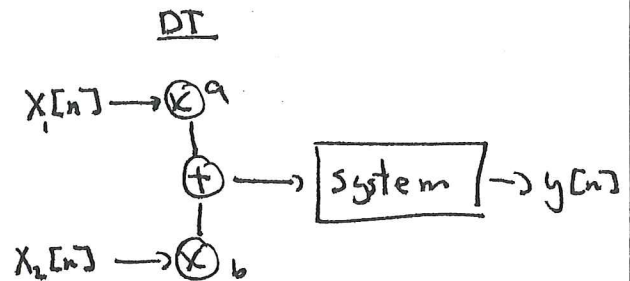 DT
X₁[n] → ⊗ a
⊕ → system → y[n]
X₂[n] → ⊗ b